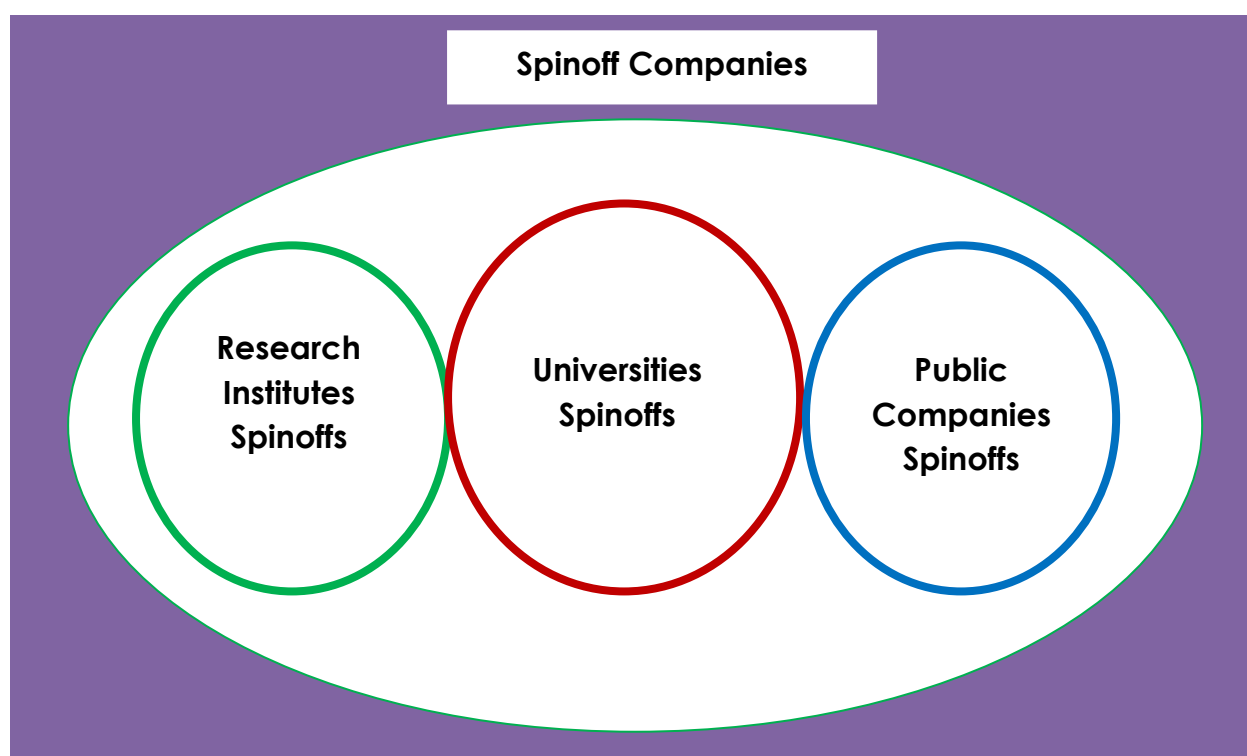 Spinoff Companies
Research
Institutes
Spinoffs
Universities
Spinoffs
Public
Companies
Spinoffs